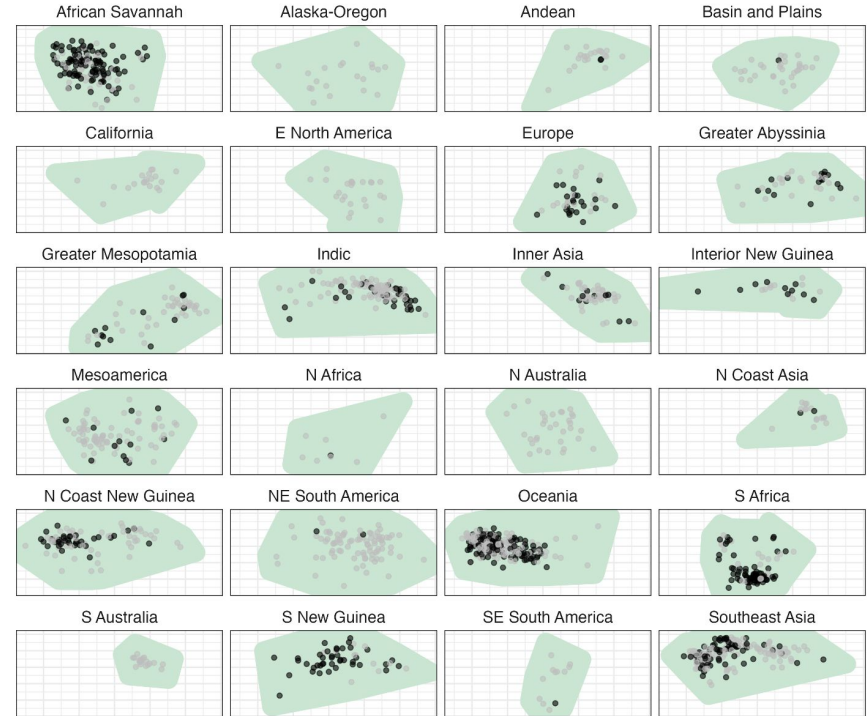 African Savannah Alaska-Oregon Andean Basin and Plains
California E North America Europe Greater Abyssinia
Greater Mesopotamia Indic Inner Asia Interior New Guinea
Mesoamerica N Africa N Australia N Coast Asia
N Coast New Guinea NE South America Oceania S Africa
S Australia S New Guinea SE South America Southeast Asia